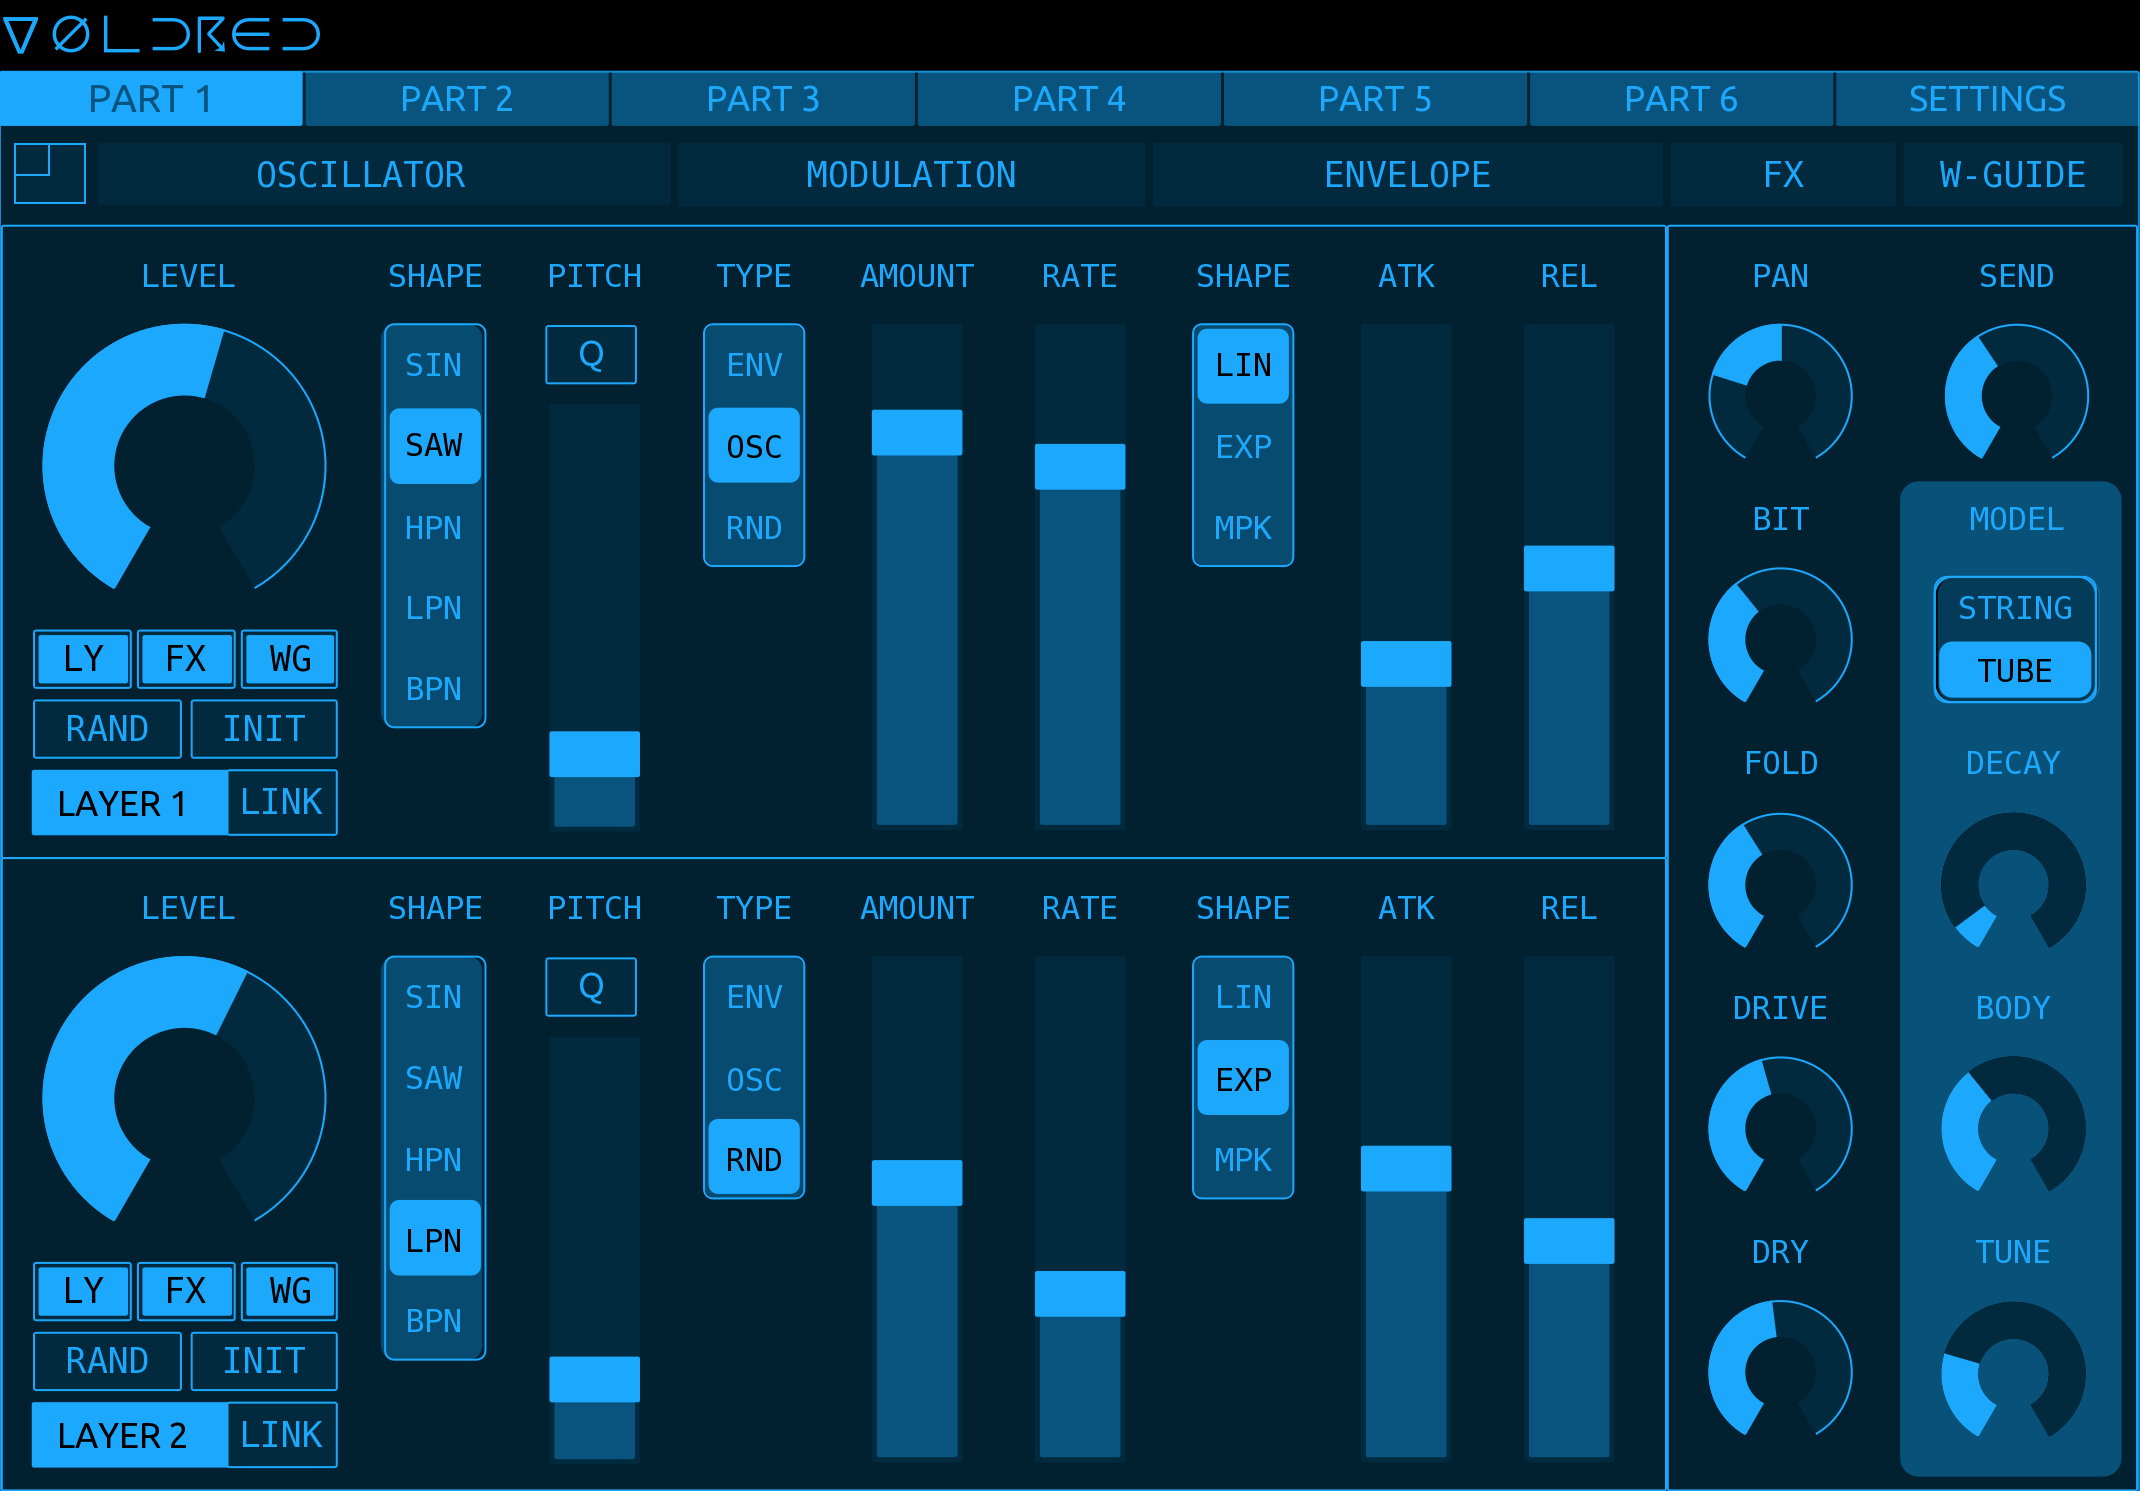 VØLDRED
PART 1 PART 2 PART 3 PART 4 PART 5 PART 6 SETTINGS
OSCILLATOR MODULATION ENVELOPE FX W-GUIDE
LEVEL SHAPE PITCH TYPE AMOUNT RATE SHAPE ATK REL PAN SEND
SIN Q ENV LIN
SAW OSC EXP
HPN RND MPK BIT MODEL
LPN STRING
LY FX WG TUBE
BPN
RAND INIT FOLD DECAY
LAYER 1 LINK
LEVEL SHAPE PITCH TYPE AMOUNT RATE SHAPE ATK REL
SIN Q ENV LIN DRIVE BODY
SAW OSC EXP
HPN RND MPK
LPN DRY TUNE
LY FX WG
BPN
RAND INIT
LAYER 2 LINK